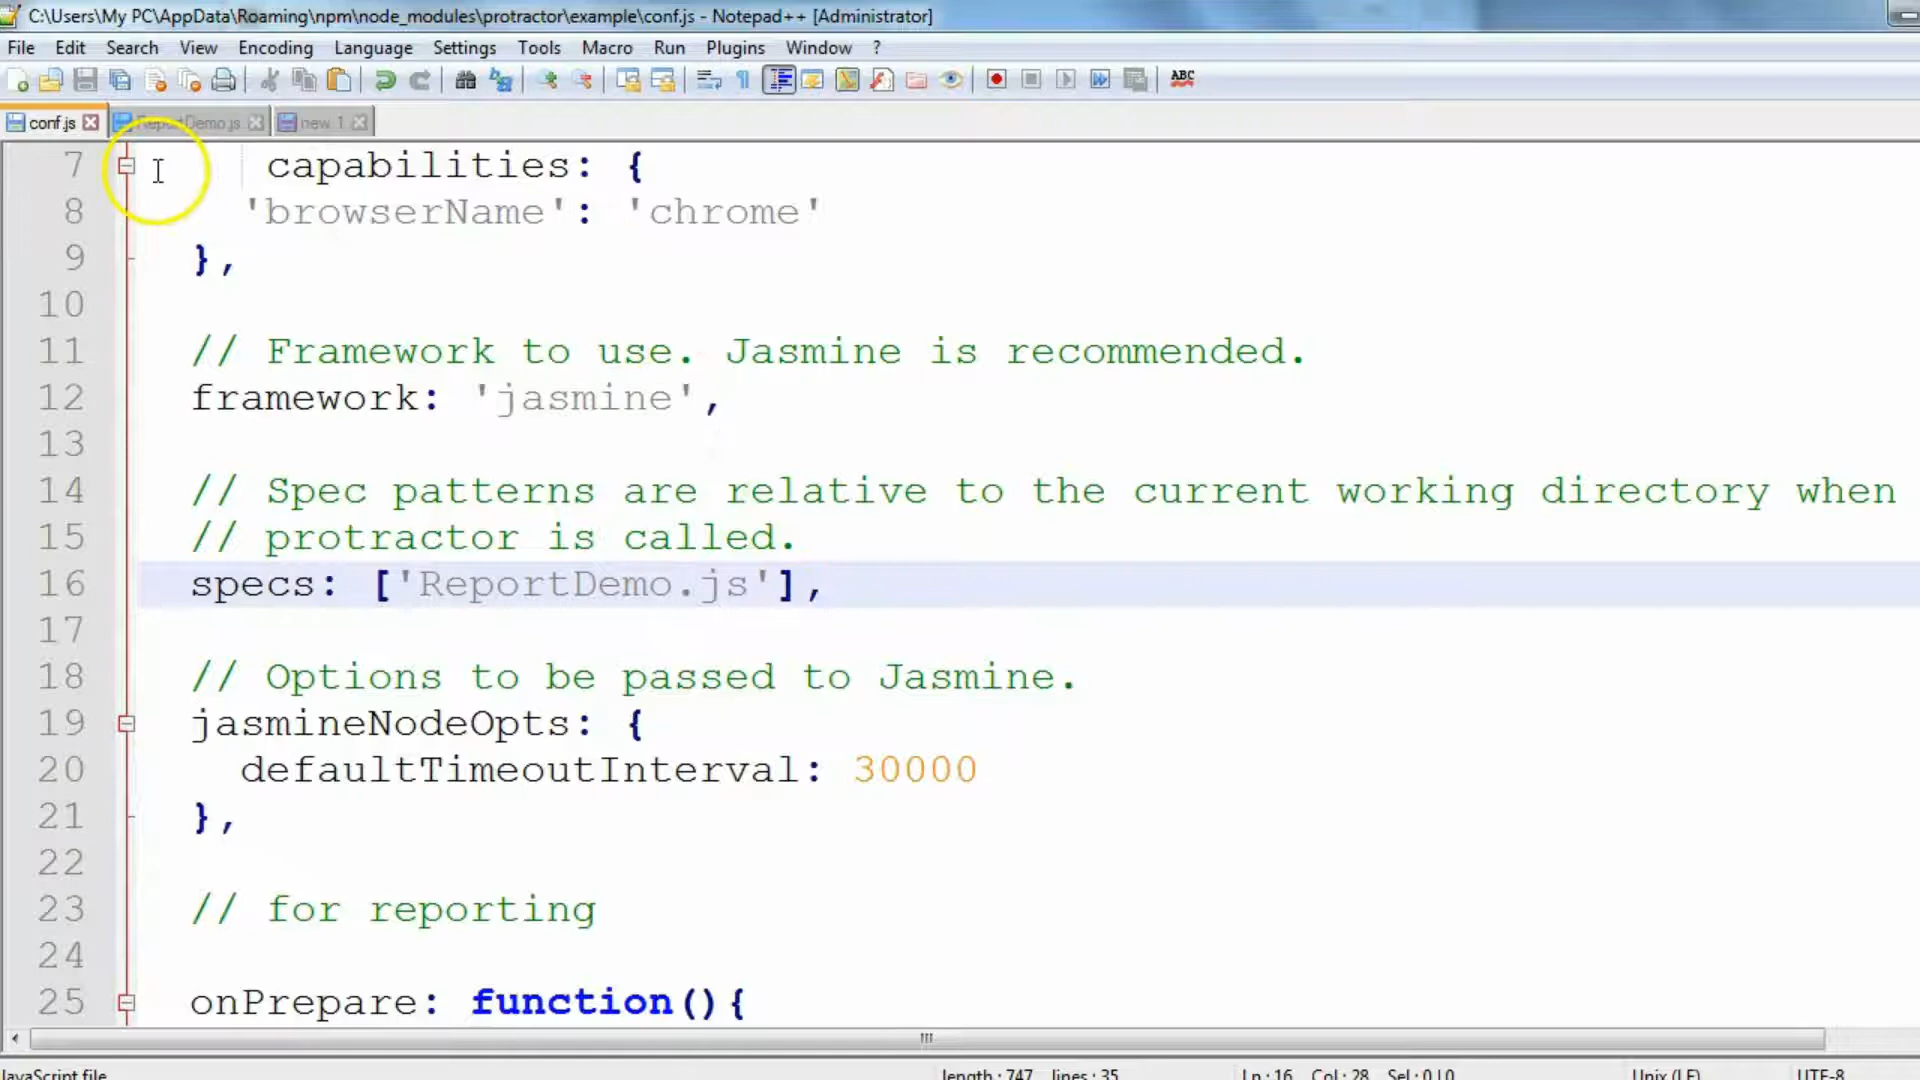 C:\Users\My PC\AppData\Roaming\npm\node_modules\protractor\example\conf.js - Notepad++ [Administrator]
File Edit Search View Encoding Language Settings Tools Macro Run Plugins Window ?
ABC
conf.js ReportDemo.js new 1
7 capabilities: {
8 'browserName': 'chrome'
9 },
10
11 // Framework to use. Jasmine is recommended.
12 framework: 'jasmine',
13
14 // Spec patterns are relative to the current working directory when
15 // protractor is called.
16 specs: ['ReportDemo.js'],
17
18 // Options to be passed to Jasmine.
19 jasmineNodeOpts: {
20 defaultTimeoutInterval: 30000
21 },
22
23 // for reporting
24
25 onPrepare: function(){
JavaScript file length : 747 lines : 35 Ln : 16 Col : 28 Sel : 0 | 0 Unix (LF) UTF-8